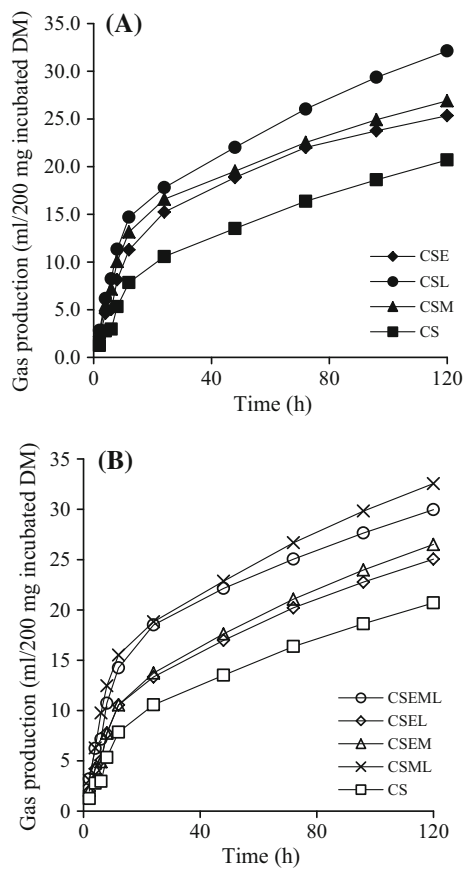 (A)
Gas production (ml/200 mg incubated DM)
35.0
30.0
25.0
20.0
15.0
10.0
5.0
0.0
CSE
CSL
CSM
CS
0
40
80
120
Time (h)
(B)
Gas production (ml/200 mg incubated DM)
35
30
25
20
15
10
5
0
CSEML
CSEL
CSEM
CSML
CS
0
40
80
120
Time (h)